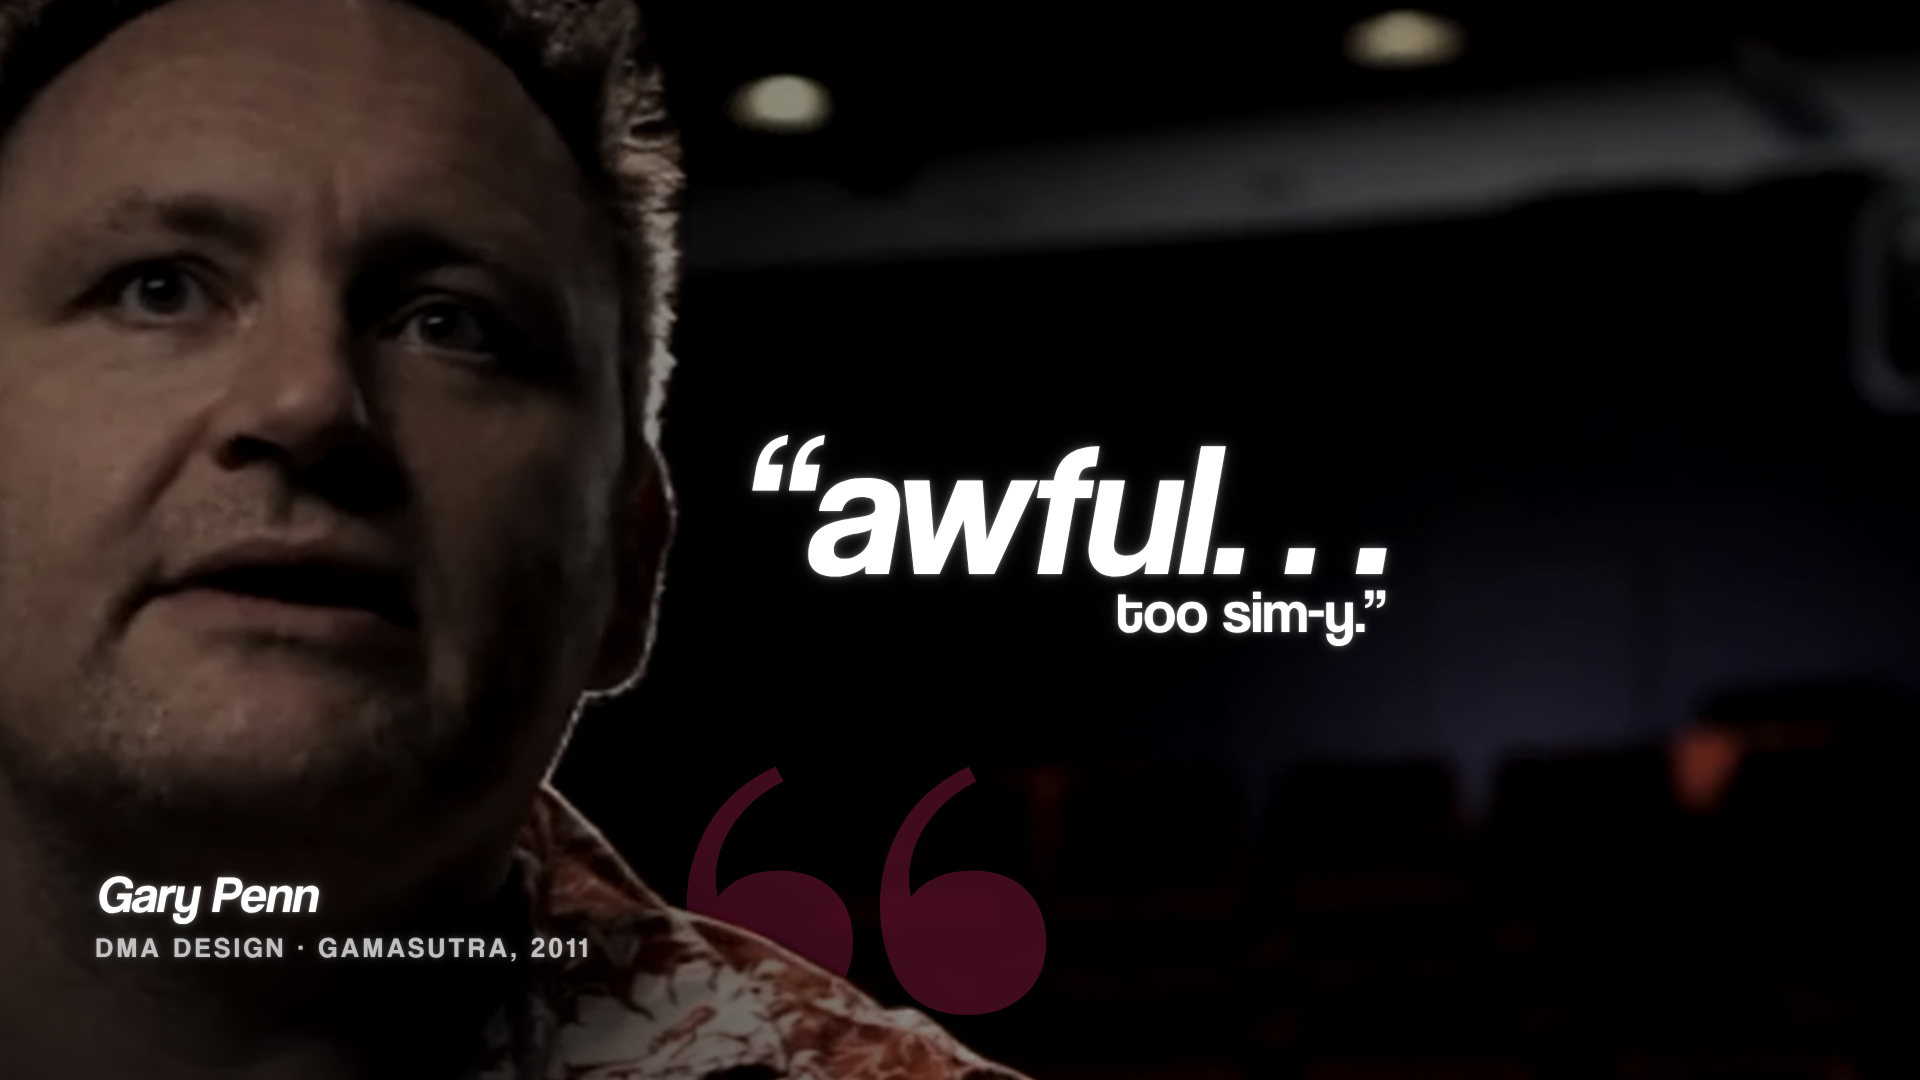 “awful. . .
too sim-y.”
Gary Penn
DMA DESIGN · GAMASUTRA, 2011